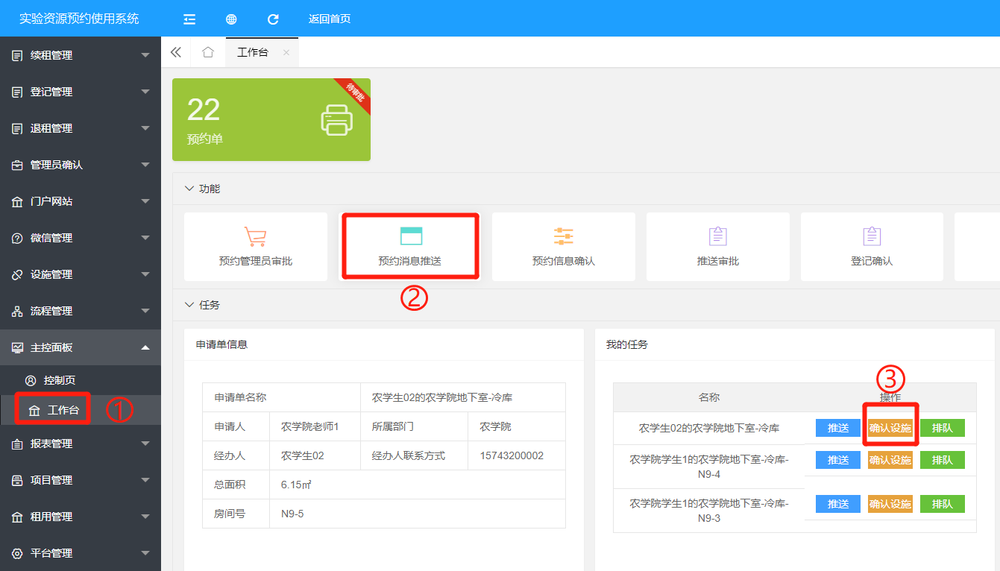 实验资源预约使用系统
返回首页
续租管理
登记管理
退租管理
管理员确认
门户网站
微信管理
设施管理
流程管理
主控面板
控制页
工作台
①
报表管理
项目管理
租用管理
平台管理
工作台
22
预约单
待审批
功能
预约管理员审批
预约消息推送
预约信息确认
推送审批
登记确认
②
任务
申请单信息
申请单名称 农学生02的农学院地下室-冷库
申请人 农学院老师1 所属部门 农学院
经办人 农学生02 经办人联系方式 15743200002
总面积 6.15㎡
房间号 N9-5
我的任务
③
名称 操作
农学生02的农学院地下室-冷库 推送 确认设施 排队
农学院学生1的农学院地下室-冷库- 推送 确认设施 排队
N9-4
农学院学生1的农学院地下室-冷库- 推送 确认设施 排队
N9-3